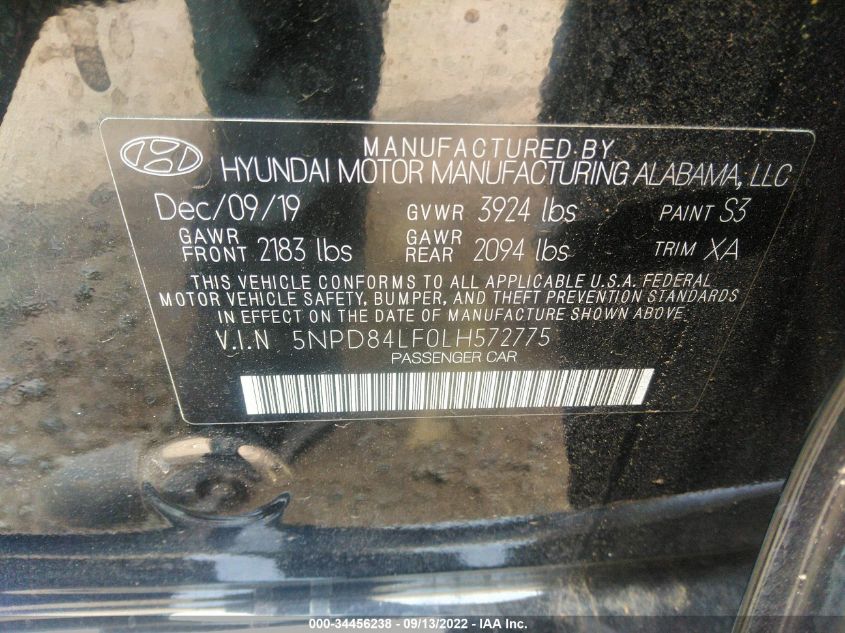 MANUFACTURED BY
HYUNDAI MOTOR MANUFACTURING ALABAMA, LLC
Dec/09/19 GVWR 3924 lbs PAINT S3
GAWR FRONT 2183 lbs GAWR REAR 2094 lbs TRIM XA
THIS VEHICLE CONFORMS TO ALL APPLICABLE U.S.A. FEDERAL
MOTOR VEHICLE SAFETY, BUMPER, AND THEFT PREVENTION STANDARDS
IN EFFECT ON THE DATE OF MANUFACTURE SHOWN ABOVE.
V.I.N 5NPD84LF0LH572775
PASSENGER CAR
000-34456238 - 09/13/2022 - IAA Inc.